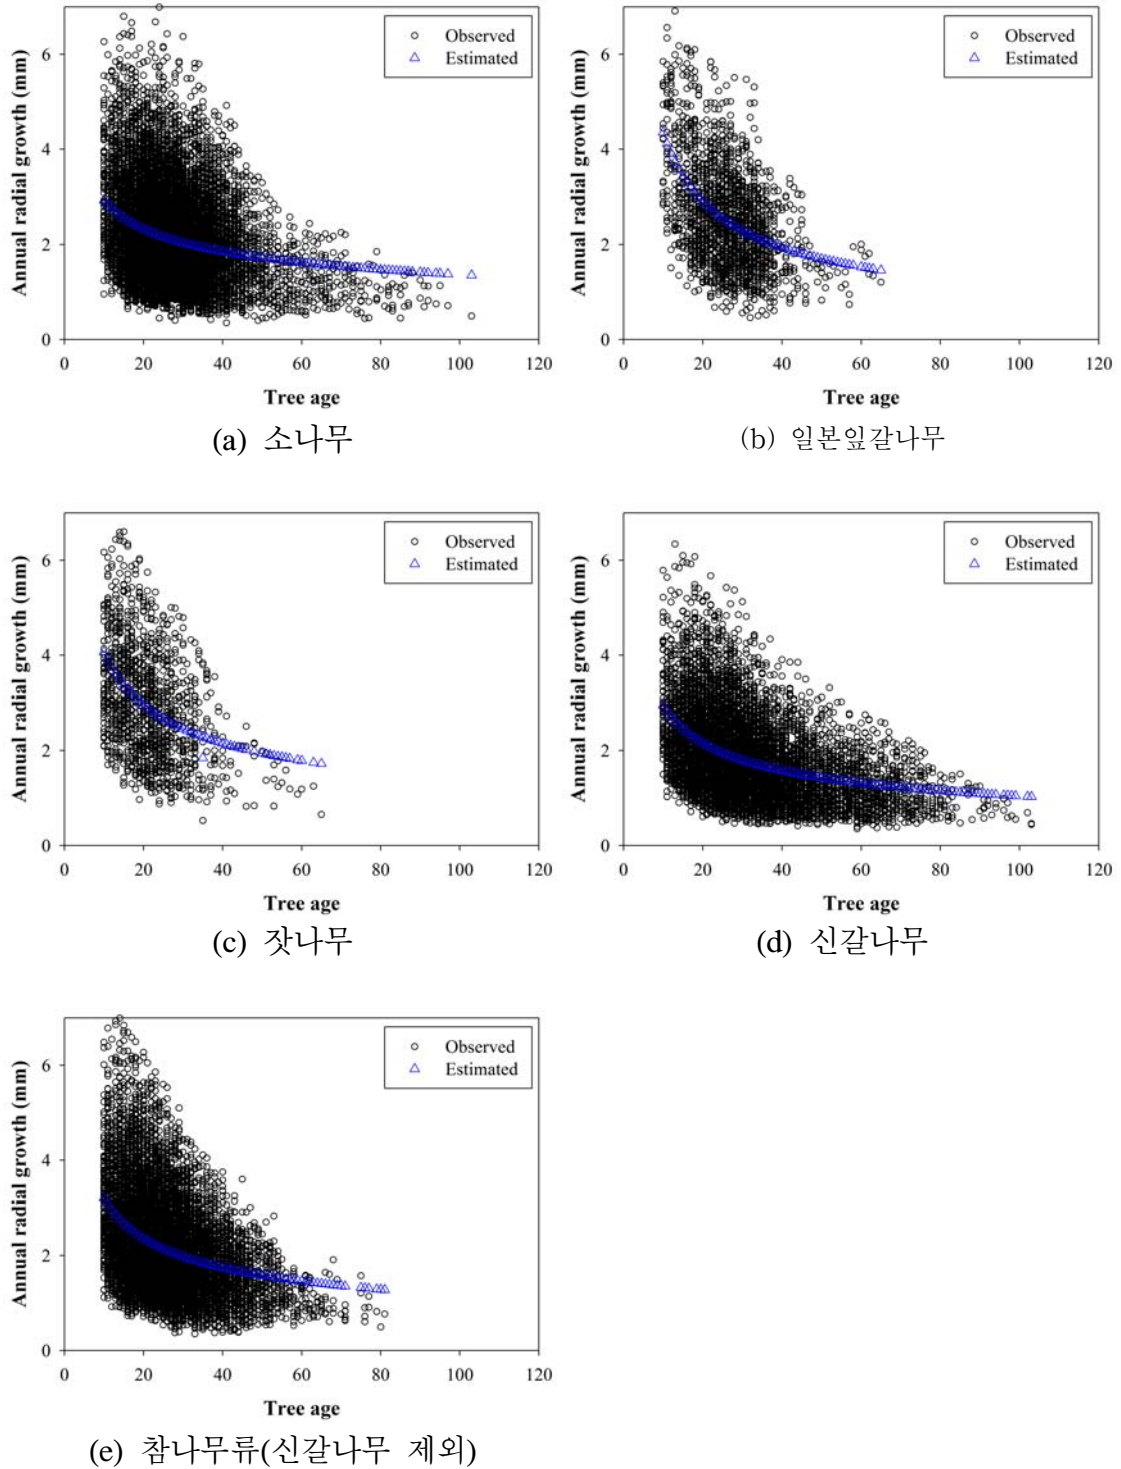 Annual radial growth (mm)
6
4
2
0
Observed
Estimated
0 20 40 60 80 100 120
Tree age
(a) 소나무
Annual radial growth (mm)
6
4
2
0
Observed
Estimated
0 20 40 60 80 100 120
Tree age
(b) 일본잎갈나무
Annual radial growth (mm)
6
4
2
0
Observed
Estimated
0 20 40 60 80 100 120
Tree age
(c) 잣나무
Annual radial growth (mm)
6
4
2
0
Observed
Estimated
0 20 40 60 80 100 120
Tree age
(d) 신갈나무
Annual radial growth (mm)
6
4
2
0
Observed
Estimated
0 20 40 60 80 100 120
Tree age
(e) 참나무류(신갈나무 제외)